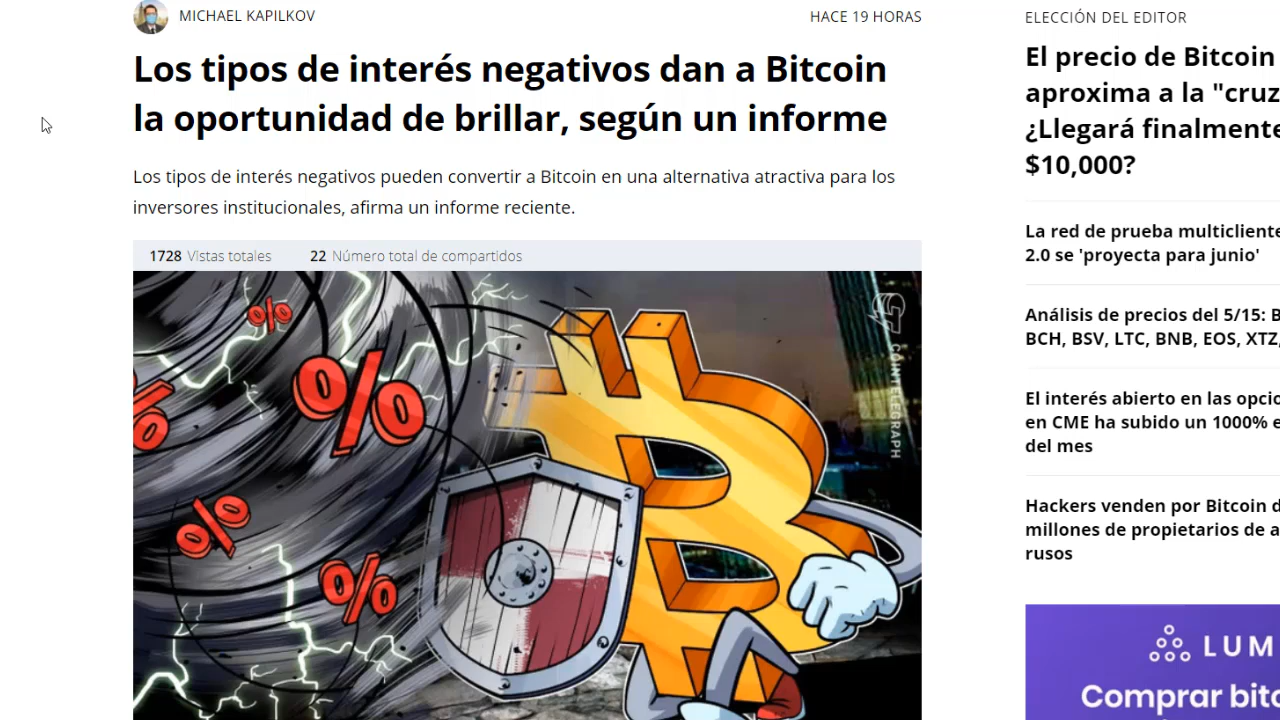 MICHAEL KAPILKOV
HACE 19 HORAS
Los tipos de interés negativos dan a Bitcoin
la oportunidad de brillar, según un informe
Los tipos de interés negativos pueden convertir a Bitcoin en una alternativa atractiva para los
inversores institucionales, afirma un informe reciente.
1728 Vistas totales 22 Número total de compartidos
%
%
%
%
%
COINTELEGRAPH
ELECCIÓN DEL EDITOR
El precio de Bitcoin
aproxima a la "cruz
¿Llegará finalmente
$10,000?
La red de prueba multicliente
2.0 se 'proyecta para junio'
Análisis de precios del 5/15: B
BCH, BSV, LTC, BNB, EOS, XTZ,
El interés abierto en las opcio
en CME ha subido un 1000% e
del mes
Hackers venden por Bitcoin d
millones de propietarios de a
rusos
LUM
Comprar bitc